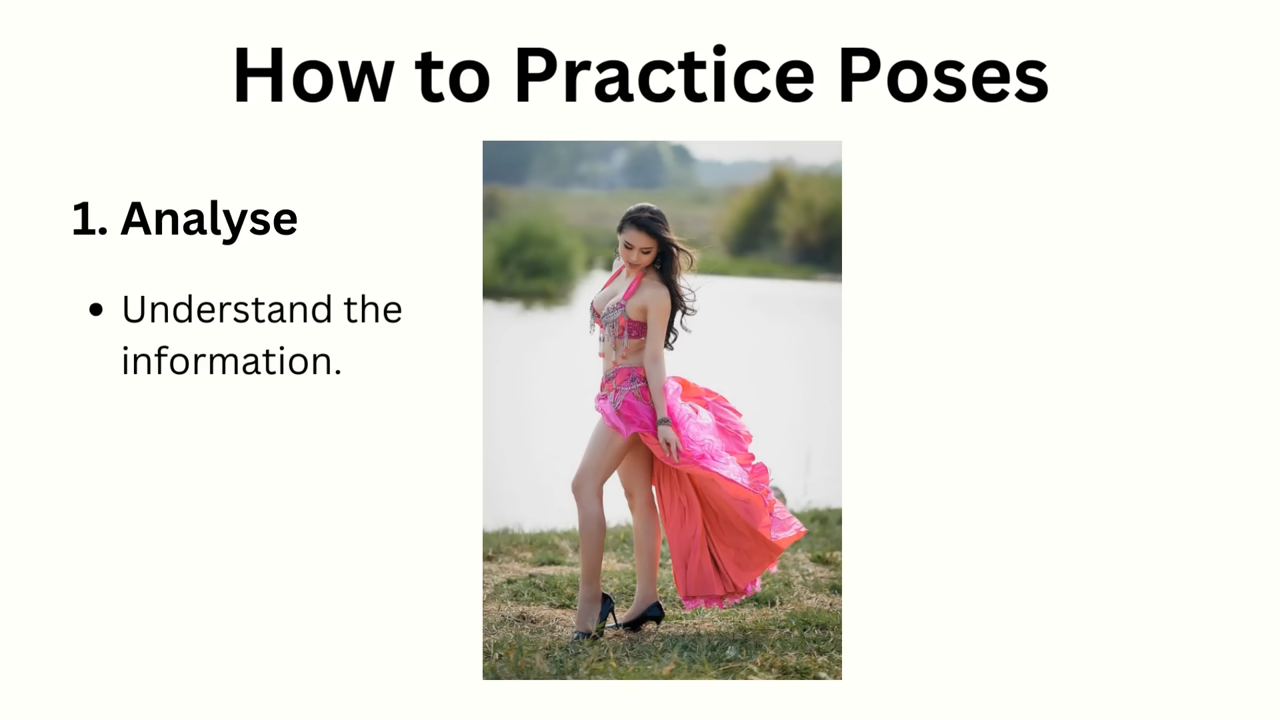 How to Practice Poses
1. Analyse
• Understand the
information.